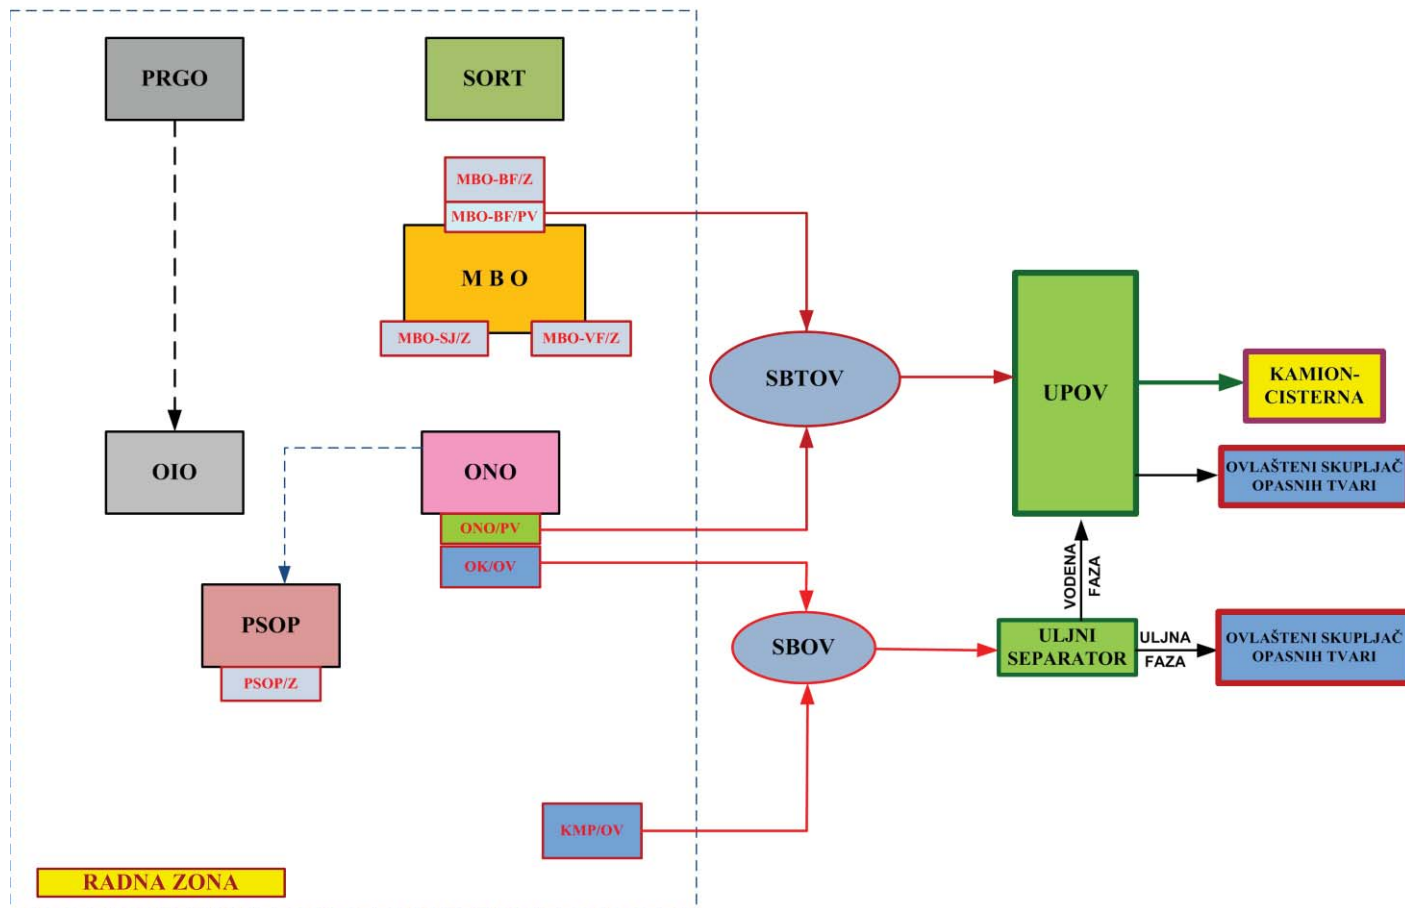 PRGO
SORT
MBO-BF/Z
MBO-BF/PV
M B O
MBO-SJ/Z
MBO-VF/Z
SBTOV
UPOV
KAMION-
CISTERNA
OIO
ONO
OVLAŠTENI SKUPLJAČ
OPASNIH TVARI
ONO/PV
OK/OV
VODENA
FAZA
PSOP
PSOP/Z
SBOV
ULJNI
SEPARATOR
ULJNA
FAZA
OVLAŠTENI SKUPLJAČ
OPASNIH TVARI
KMP/OV
RADNA ZONA